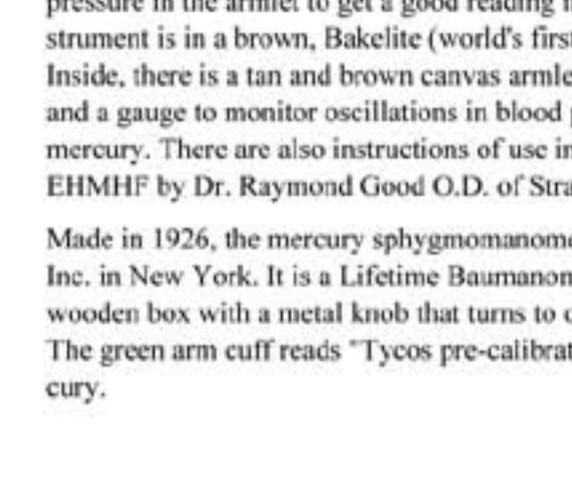 pressure in the armlet to get a good reading
strument is in a brown, Bakelite (world's first
Inside, there is a tan and brown canvas armle
and a gauge to monitor oscillations in blood
mercury. There are also instructions of use in
EHMHF by Dr. Raymond Good O.D. of Stra
Made in 1926, the mercury sphygmomanome
Inc. in New York. It is a Lifetime Baumanom
wooden box with a metal knob that turns to
The green arm cuff reads "Tycos pre-calibrat
cury.